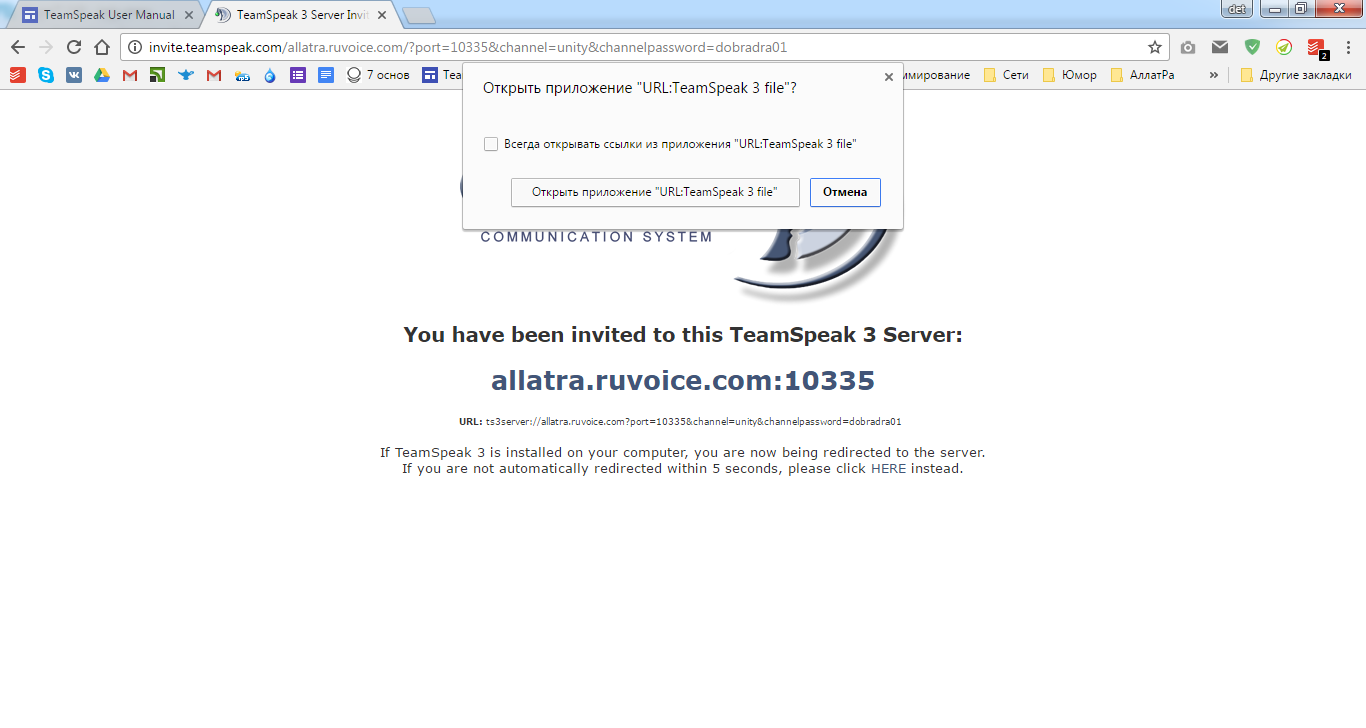 TeamSpeak User Manual
TeamSpeak 3 Server Invit
det
invite.teamspeak.com/allatra.ruvoice.com/?port=10335&channel=unity&channelpassword=dobradra01
2
7 основ
Tea
ммирование
Сети
Юмор
АллатРа
»
Другие закладки
Открыть приложение "URL:TeamSpeak 3 file"?
Всегда открывать ссылки из приложения "URL:TeamSpeak 3 file"
Открыть приложение "URL:TeamSpeak 3 file"
Отмена
COMMUNICATION SYSTEM
You have been invited to this TeamSpeak 3 Server:
allatra.ruvoice.com:10335
URL: ts3server://allatra.ruvoice.com?port=10335&channel=unity&channelpassword=dobradra01
If TeamSpeak 3 is installed on your computer, you are now being redirected to the server.
If you are not automatically redirected within 5 seconds, please click HERE instead.